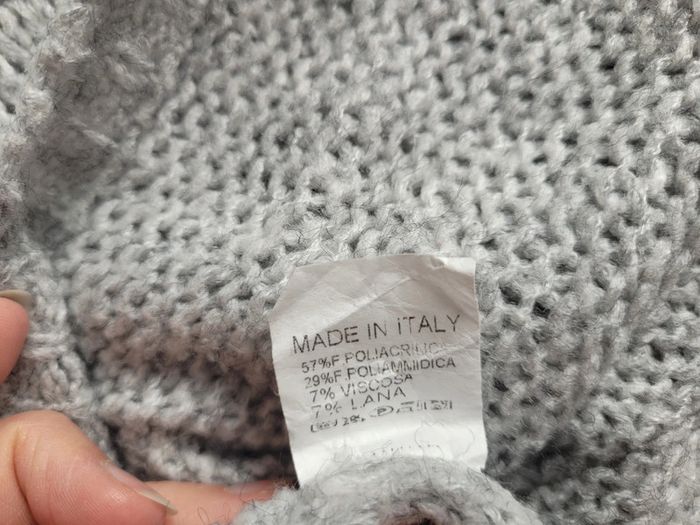 MADE IN ITALY
57%F POLIACRILICA
29%F POLIAMMIDICA
7% VISCOSA
7% LANA